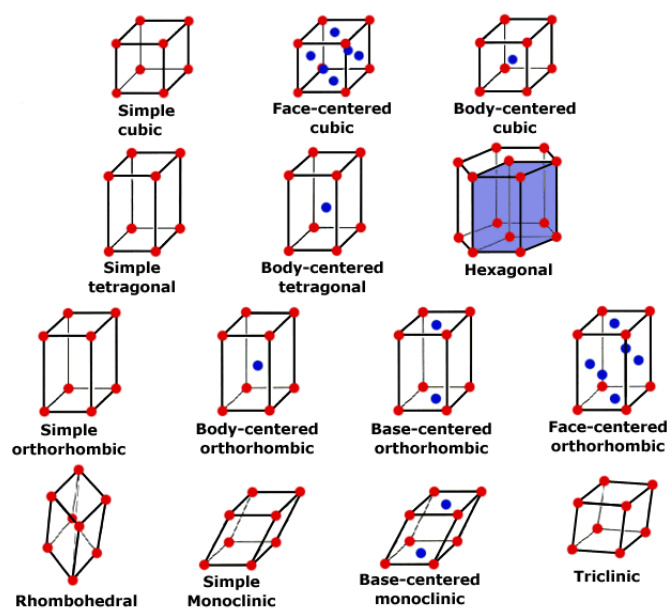 Simple
cubic
Face-centered
cubic
Body-centered
cubic
Simple
tetragonal
Body-centered
tetragonal
Hexagonal
Simple
orthorhombic
Body-centered
orthorhombic
Base-centered
orthorhombic
Face-centered
orthorhombic
Rhombohedral
Simple
Monoclinic
Base-centered
monoclinic
Triclinic